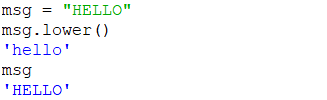 msg = "HELLO"
msg.lower()
'hello'
msg
'HELLO'